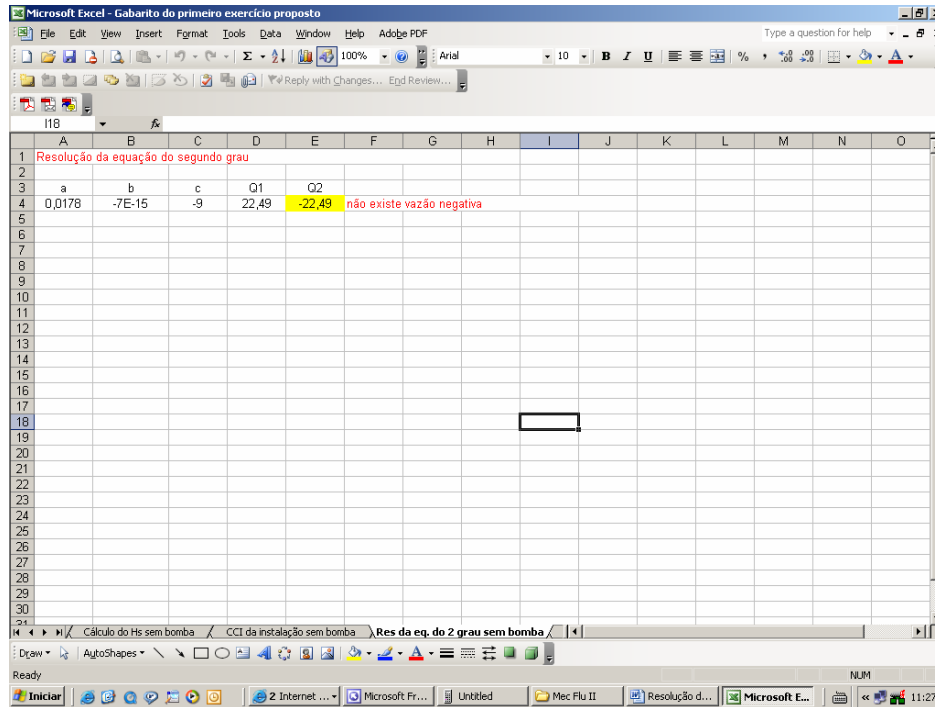 Microsoft Excel - Gabarito do primeiro exercício proposto
File Edit View Insert Format Tools Data Window Help Adobe PDF
Type a question for help
100%
Arial
10
B I U
%
Reply with Changes... End Review...
I18
fx
A B C D E F G H I J K L M N O
1 Resolução da equação do segundo grau
2
3 a b c Q1 Q2
4 0,0178 -7E-15 -9 22,49 -22,49 não existe vazão negativa
5
6
7
8
9
10
11
12
13
14
15
16
17
18
19
20
21
22
23
24
25
26
27
28
29
30
31
Cálculo do Hs sem bomba CCI da instalação sem bomba Res da eq. do 2 grau sem bomba
Draw AutoShapes
Ready
NUM
Iniciar 2 Internet ... Microsoft Fr... Untitled Mec Flu II Resolução d... Microsoft E... 11:27